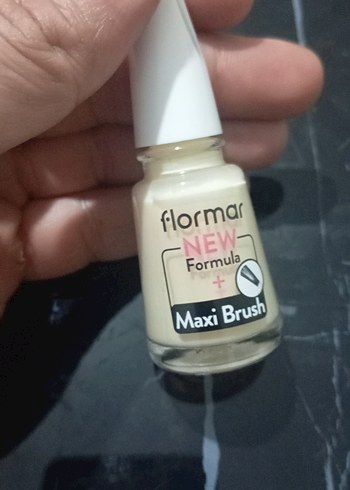 flormar
NEW
Formula
+
Maxi Brush